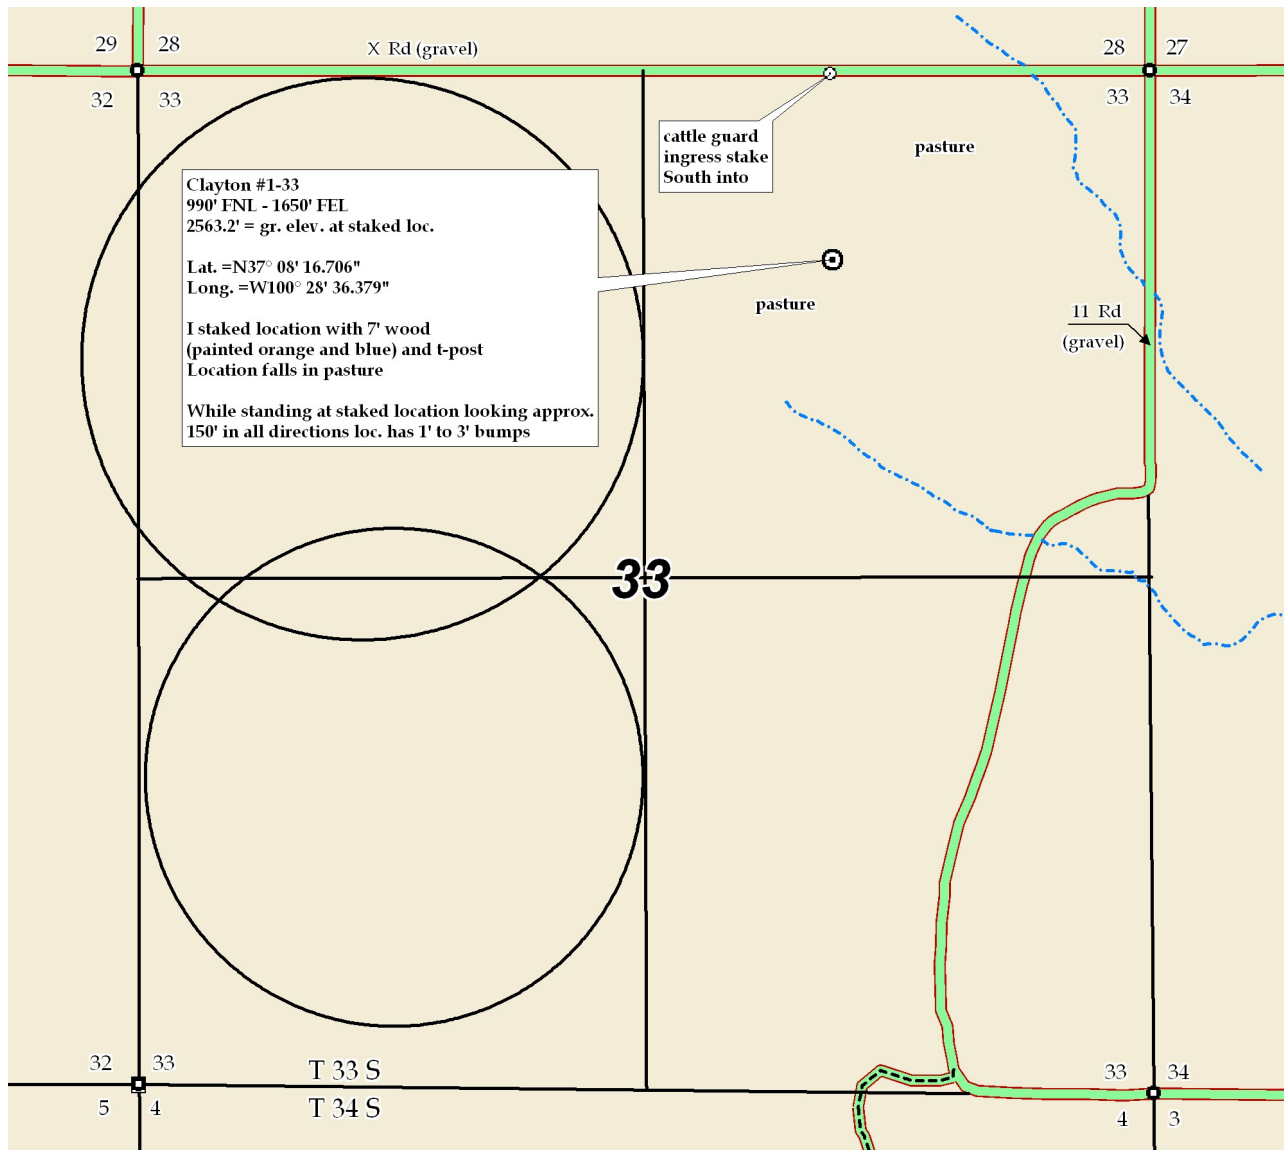 29 28
X Rd (gravel)
28 27
32 33
33 34
cattle guard
ingress stake
South into
pasture
Clayton #1-33
990' FNL - 1650' FEL
2563.2' = gr. elev. at staked loc.
Lat. =N37° 08' 16.706"
Long. =W100° 28' 36.379"
I staked location with 7' wood
(painted orange and blue) and t-post
Location falls in pasture
While standing at staked location looking approx.
150' in all directions loc. has 1' to 3' bumps
pasture
11 Rd
(gravel)
33
32 33
T 33 S
33 34
5 4
T 34 S
4 3